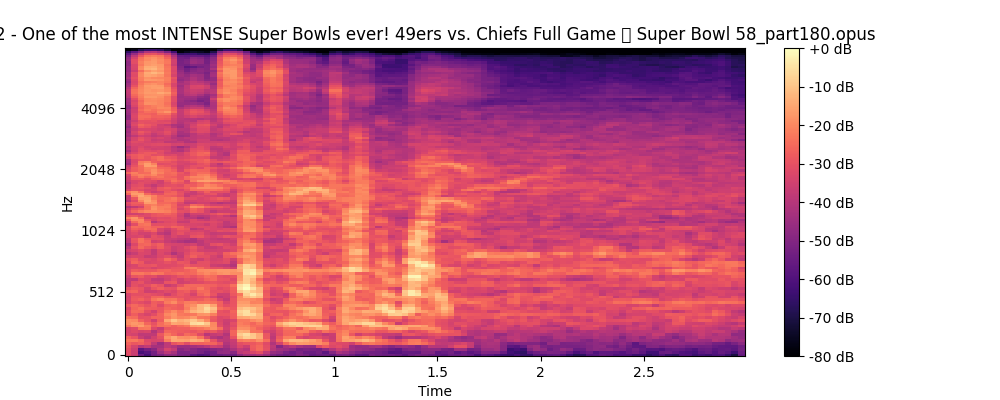 2 - One of the most INTENSE Super Bowls ever! 49ers vs. Chiefs Full Game  Super Bowl 58_part180.opus
Hz
4096
2048
1024
512
0
0
0.5
1
1.5
2
2.5
Time
+0 dB
-10 dB
-20 dB
-30 dB
-40 dB
-50 dB
-60 dB
-70 dB
-80 dB